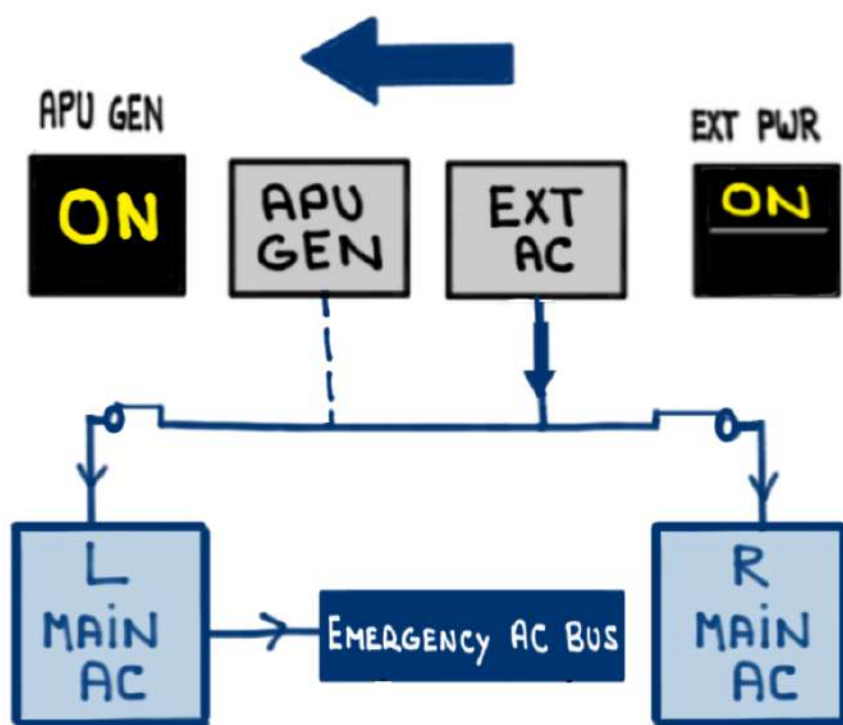 APU GEN
EXT PWR
ON
APU
GEN
EXT
AC
ON
L
MAiN
AC
EMERGENCY AC BUS
R
MAiN
AC